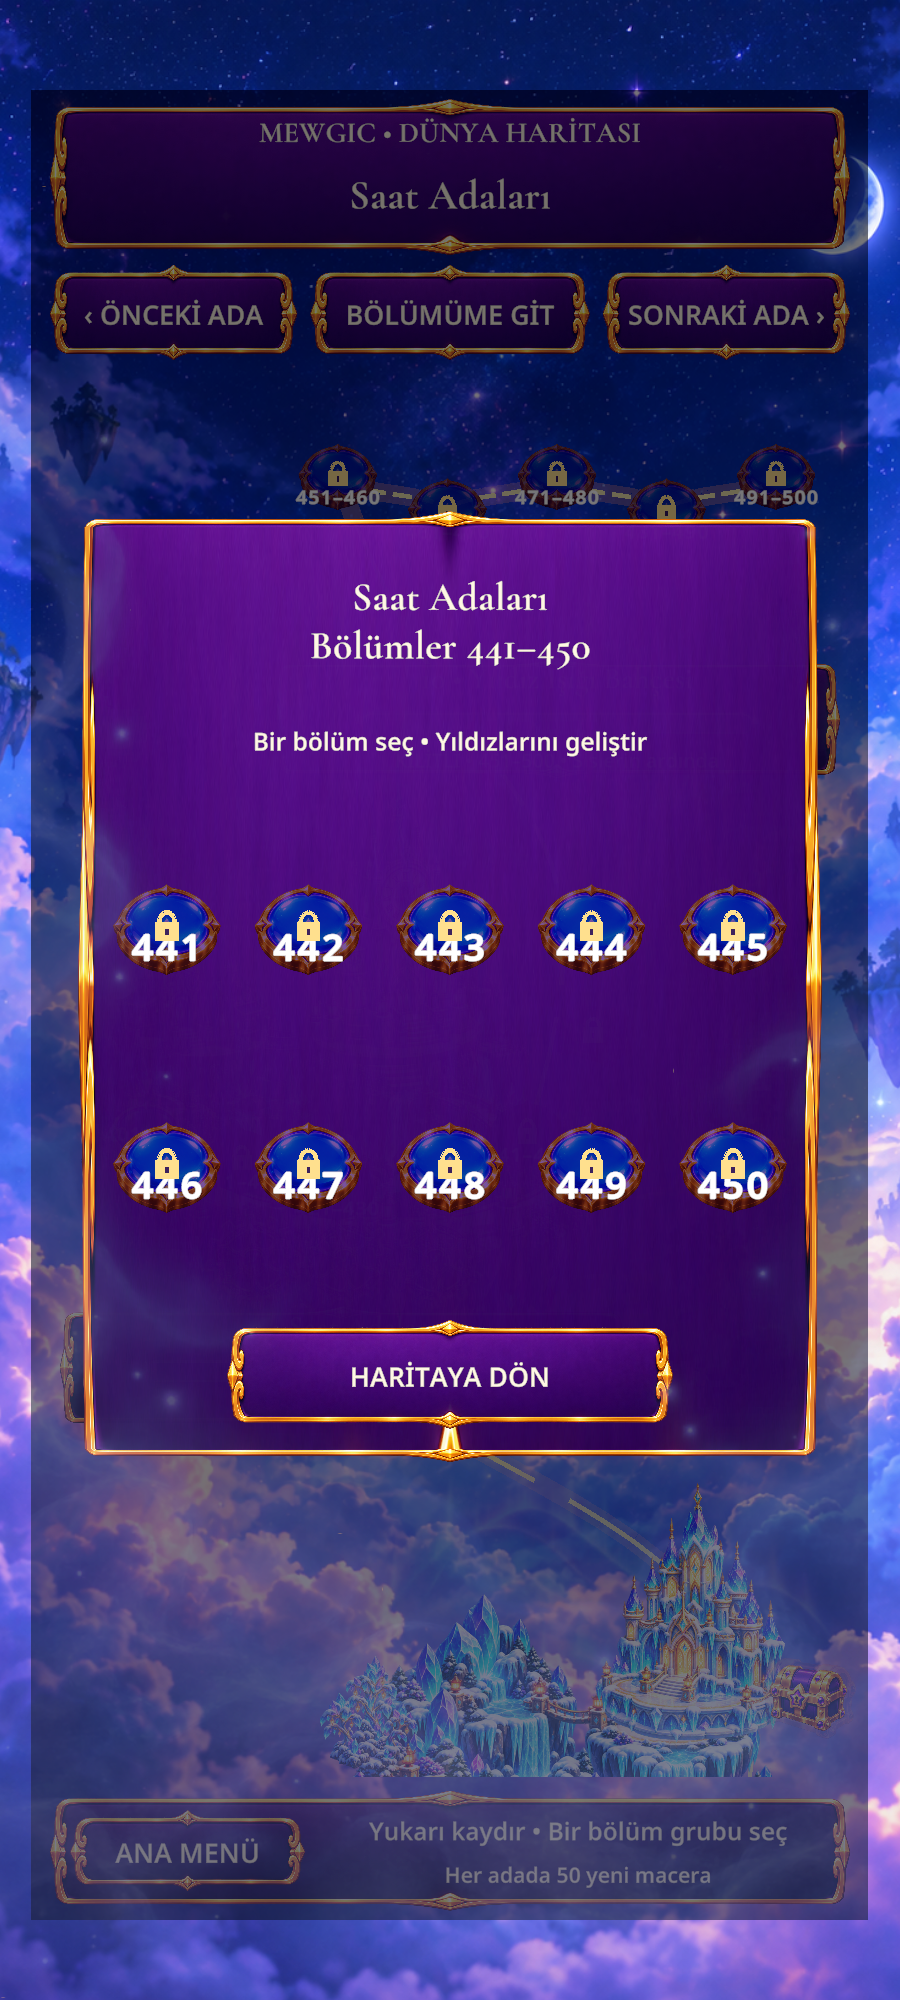 MEWGIC • DÜNYA HARİTASI
Saat Adaları
‹ ÖNCEKİ ADA
BÖLÜMÜME GİT
SONRAKİ ADA ›
451–460
471–480
491–500
Saat Adaları
Bölümler 441–450
Bir bölüm seç • Yıldızlarını geliştir
441 442 443 444 445
446 447 448 449 450
HARİTAYA DÖN
ANA MENÜ
Yukarı kaydır • Bir bölüm grubu seç
Her adada 50 yeni macera